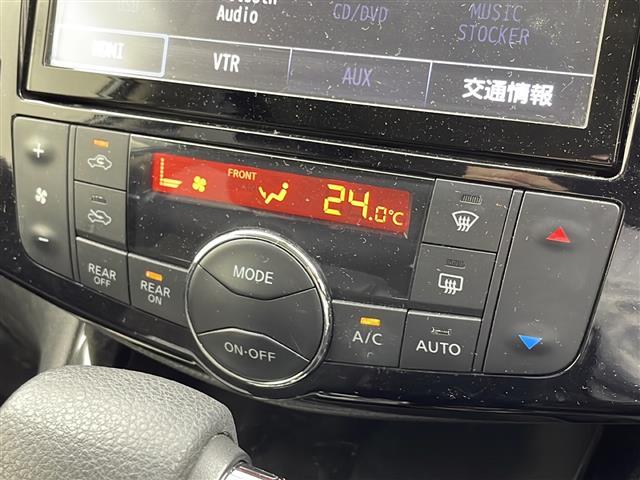 Bluetooth
Audio
CD/DVD
MUSIC
STOCKER
HDMI
VTR
AUX
交通情報
FRONT
24.0℃
MODE
REAR
OFF
REAR
ON
ON·OFF
A/C
AUTO